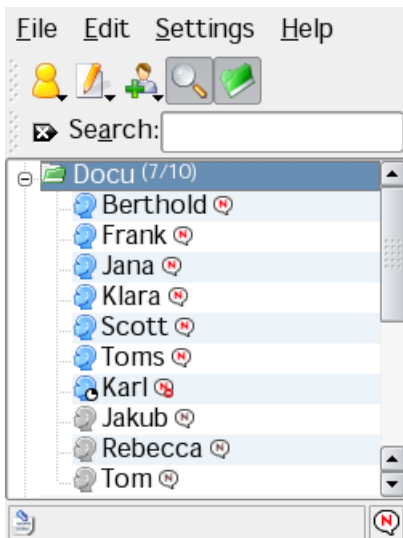 File Edit Settings Help
Search:
Docu (7/10)
Berthold
Frank
Jana
Klara
Scott
Toms
Karl
Jakub
Rebecca
Tom